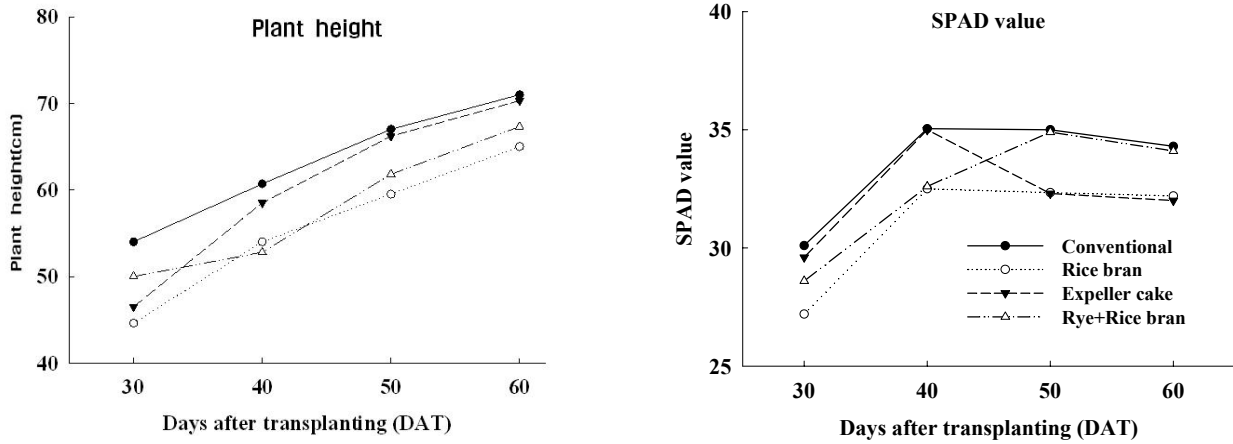 Plant height
80
70
60
50
40
Plant height(cm)
30 40 50 60
Days after transplanting (DAT)
SPAD value
40
35
30
25
SPAD value
Conventional
Rice bran
Expeller cake
Rye+Rice bran
30 40 50 60
Days after transplanting (DAT)